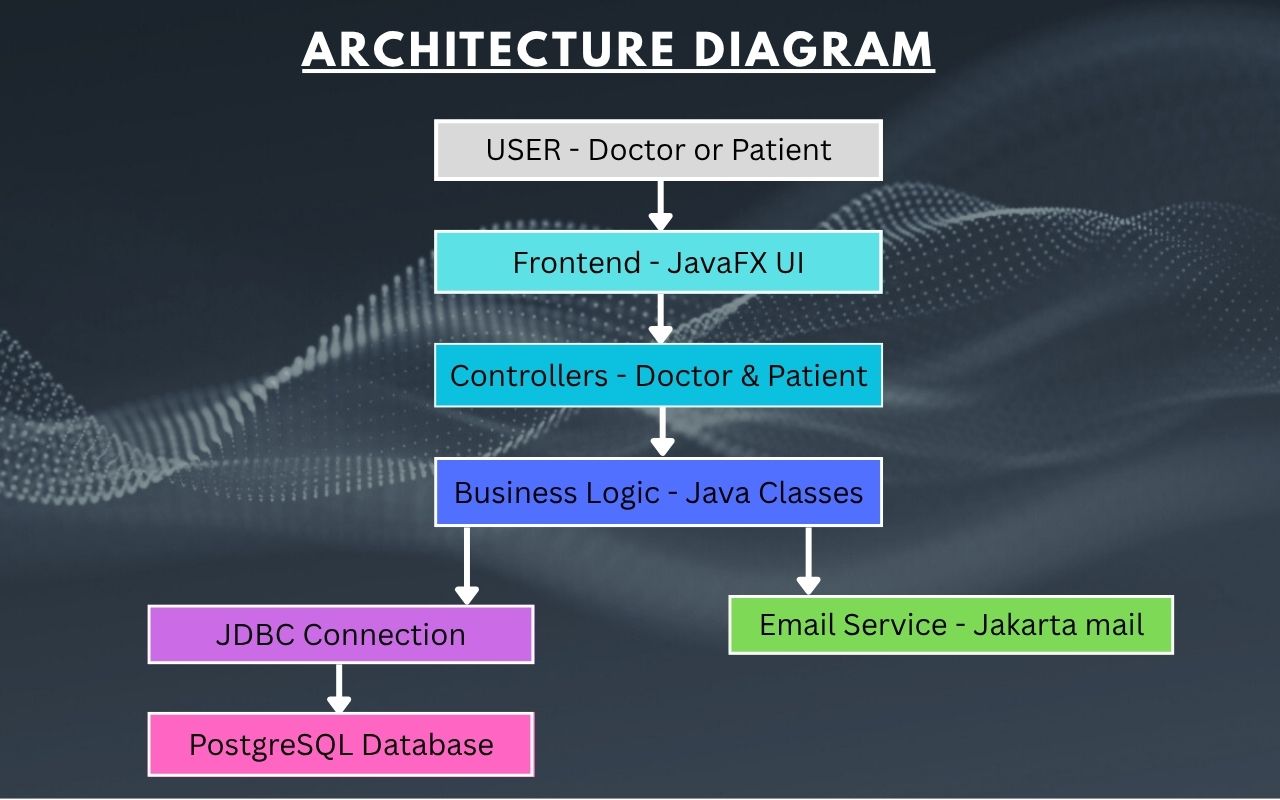 ARCHITECTURE DIAGRAM
USER - Doctor or Patient
Frontend - JavaFX UI
Controllers - Doctor & Patient
Business Logic - Java Classes
JDBC Connection
Email Service - Jakarta mail
PostgreSQL Database